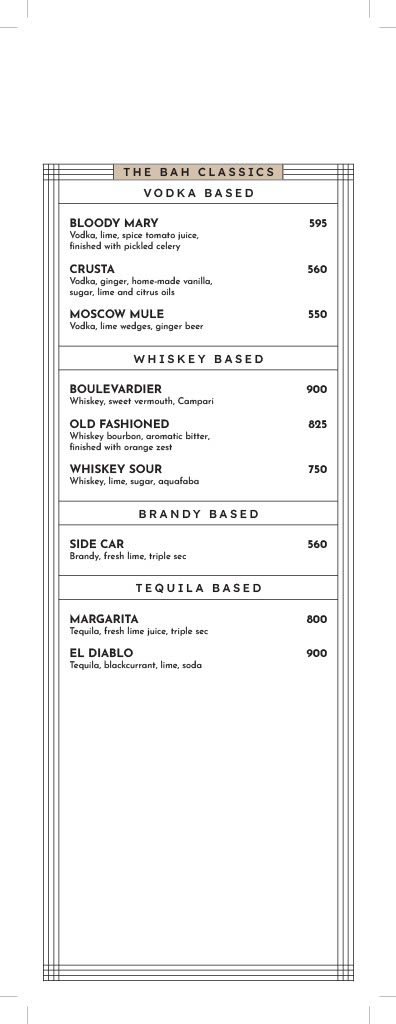 THE BAH CLASSICS
VODKA BASED
BLOODY MARY 595
Vodka, lime, spice tomato juice,
finished with pickled celery
CRUSTA 560
Vodka, ginger, home-made vanilla,
sugar, lime and citrus oils
MOSCOW MULE 550
Vodka, lime wedges, ginger beer
WHISKEY BASED
BOULEVARDIER 900
Whiskey, sweet vermouth, Campari
OLD FASHIONED 825
Whiskey bourbon, aromatic bitter,
finished with orange zest
WHISKEY SOUR 750
Whiskey, lime, sugar, aquafaba
BRANDY BASED
SIDE CAR 560
Brandy, fresh lime, triple sec
TEQUILA BASED
MARGARITA 800
Tequila, fresh lime juice, triple sec
EL DIABLO 900
Tequila, blackcurrant, lime, soda